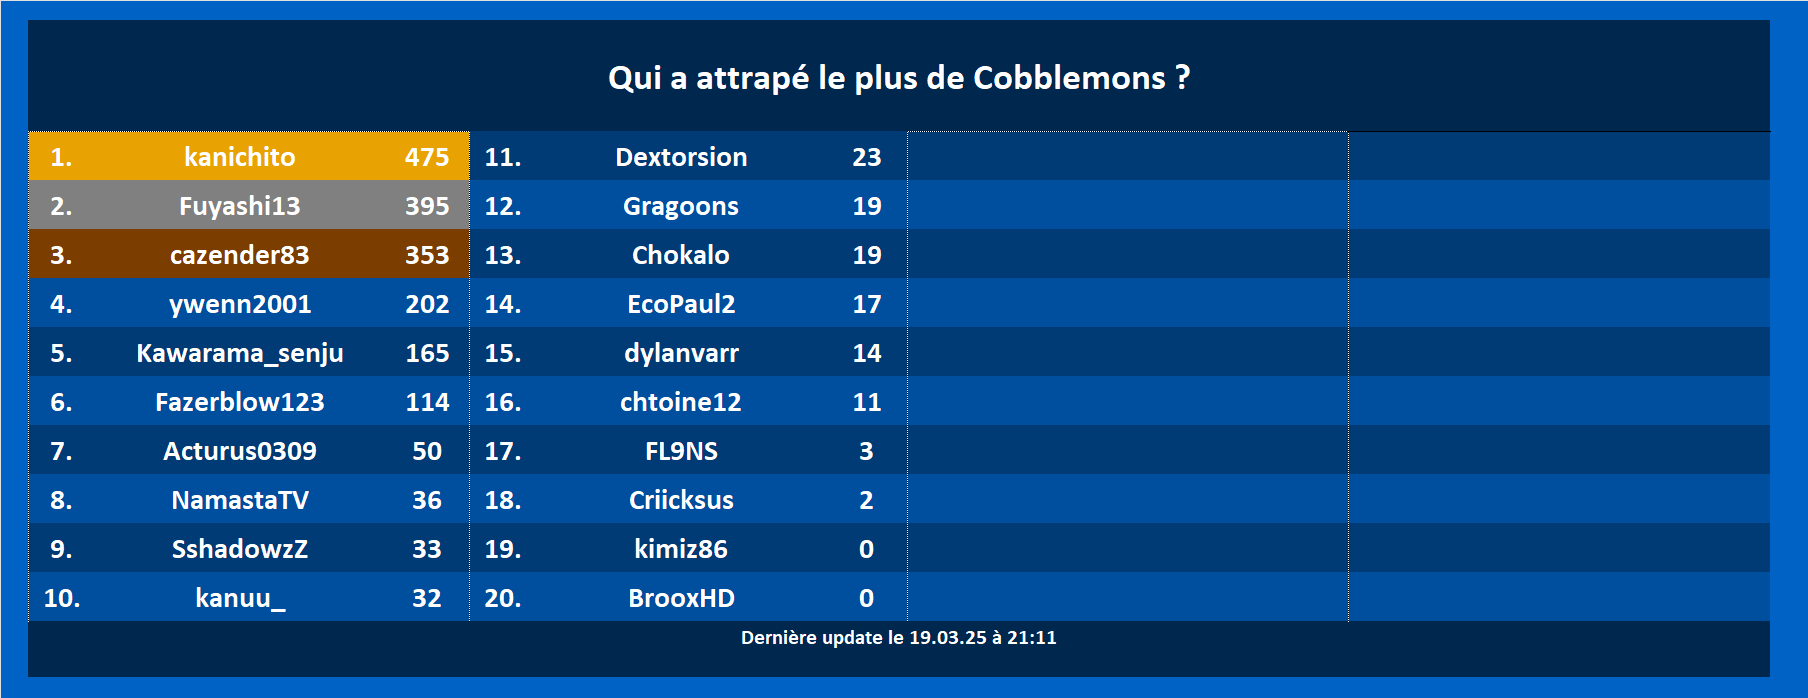 Qui a attrapé le plus de Cobblemons ?
1. kanichito 475
2. Fuyashi13 395
3. cazender83 353
4. ywenn2001 202
5. Kawarama_senju 165
6. Fazerblow123 114
7. Acturus0309 50
8. NamastaTV 36
9. SshadowzZ 33
10. kanuu_ 32
11. Dextorsion 23
12. Gragoons 19
13. Chokalo 19
14. EcoPaul2 17
15. dylanvarr 14
16. chtoine12 11
17. FL9NS 3
18. Criicksus 2
19. kimiz86 0
20. BrooxHD 0
Dernière update le 19.03.25 à 21:11